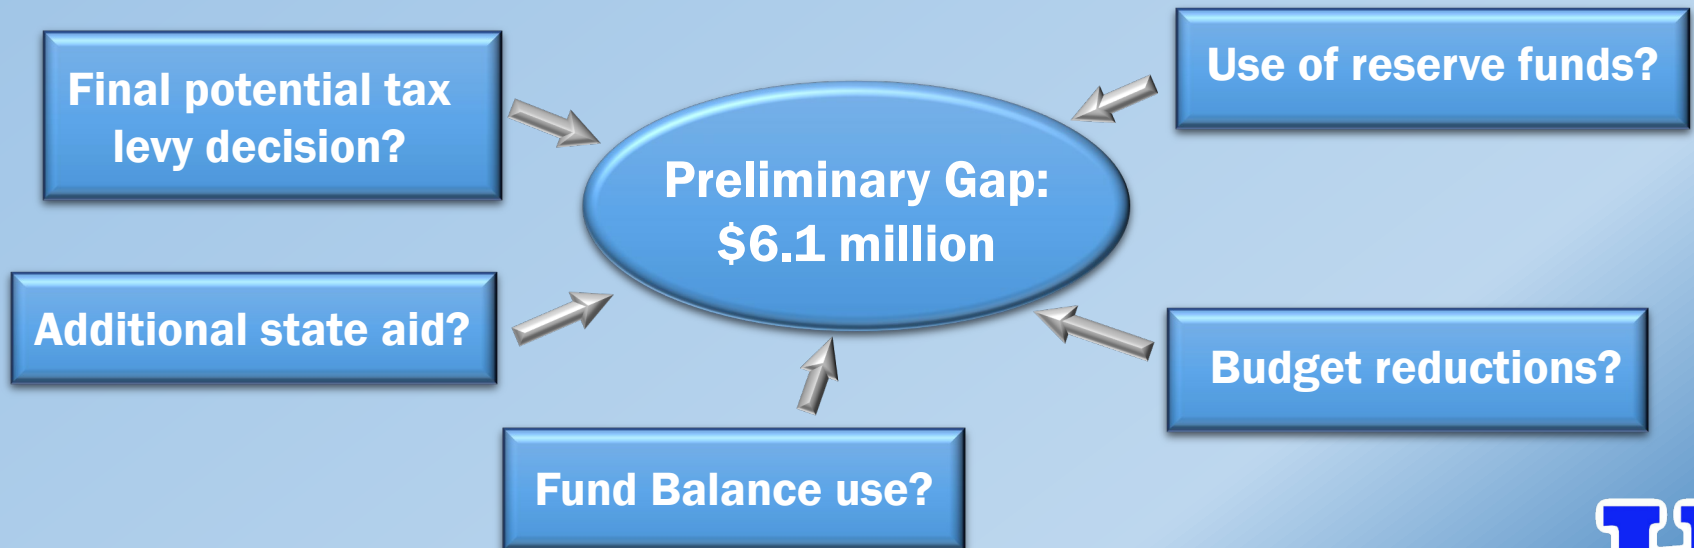 Final potential tax
levy decision?
Use of reserve funds?
Preliminary Gap:
$6.1 million
Additional state aid?
Budget reductions?
Fund Balance use?